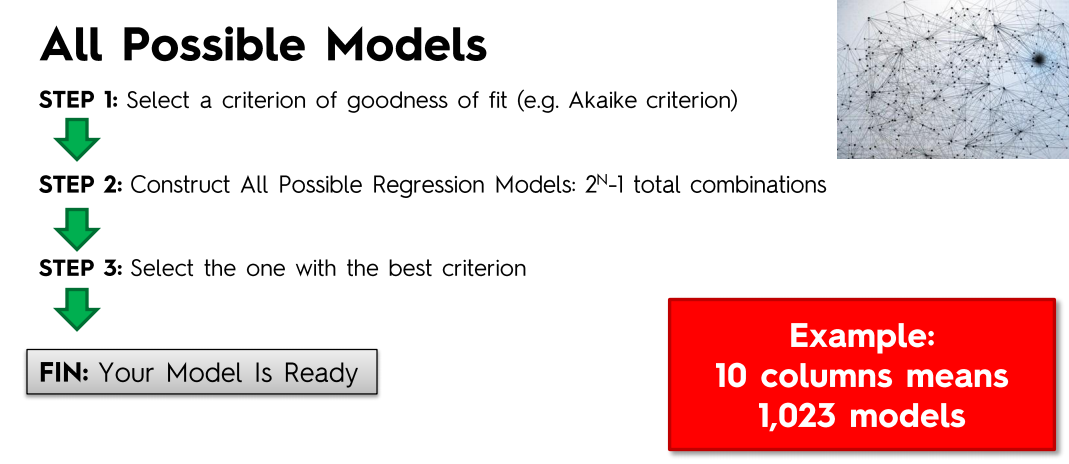 All Possible Models
STEP 1: Select a criterion of goodness of fit (e.g. Akaike criterion)
STEP 2: Construct All Possible Regression Models: 2ᴺ-1 total combinations
STEP 3: Select the one with the best criterion
FIN: Your Model Is Ready
Example:
10 columns means
1,023 models